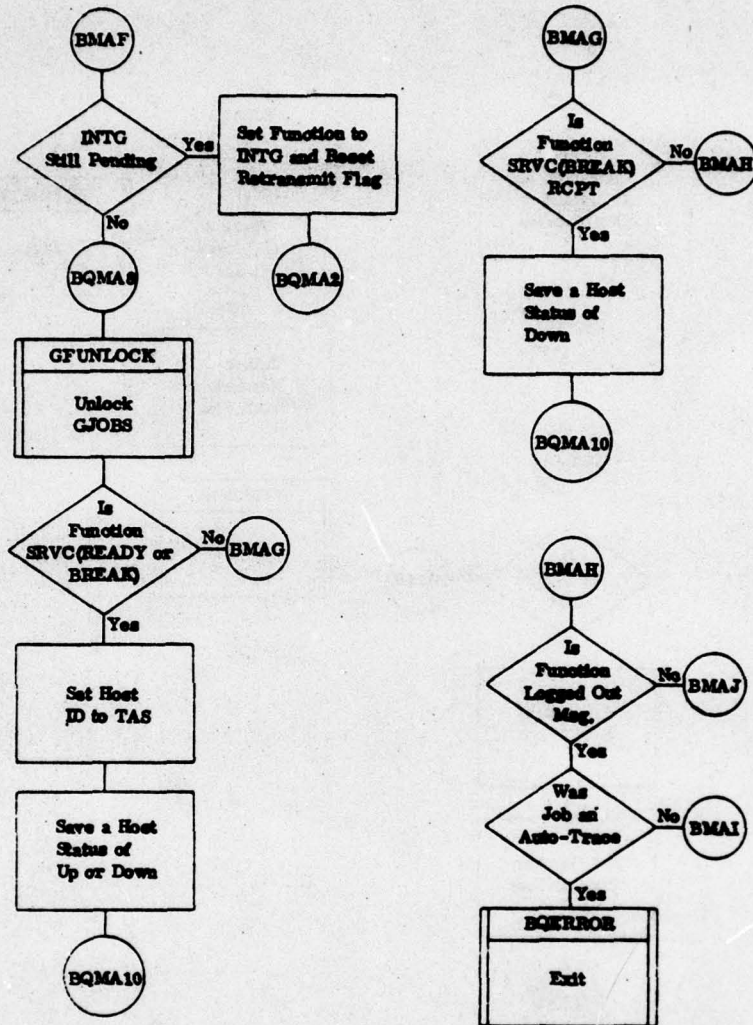 BMAF
INTG
Still Pending
Yes
Set Function to
INTG and Reset
Retransmit Flag
BQMA2
No
BQMA8
GFUNLOCK
Unlock
GJOBS
Is
Function
SRVC(READY or
BREAK)
No
BMAG
Yes
Set Host
ID to TAS
Save a Host
Status of
Up or Down
BQMA10
BMAG
Is
Function
SRVC(BREAK)
RCPT
No
BMAH
Yes
Save a Host
Status of
Down
BQMA10
BMAH
Is
Function
Logged Out
Msg.
No
BMAJ
Yes
Was
Job an
Auto-Trace
No
BMAI
Yes
BQERROR
Exit